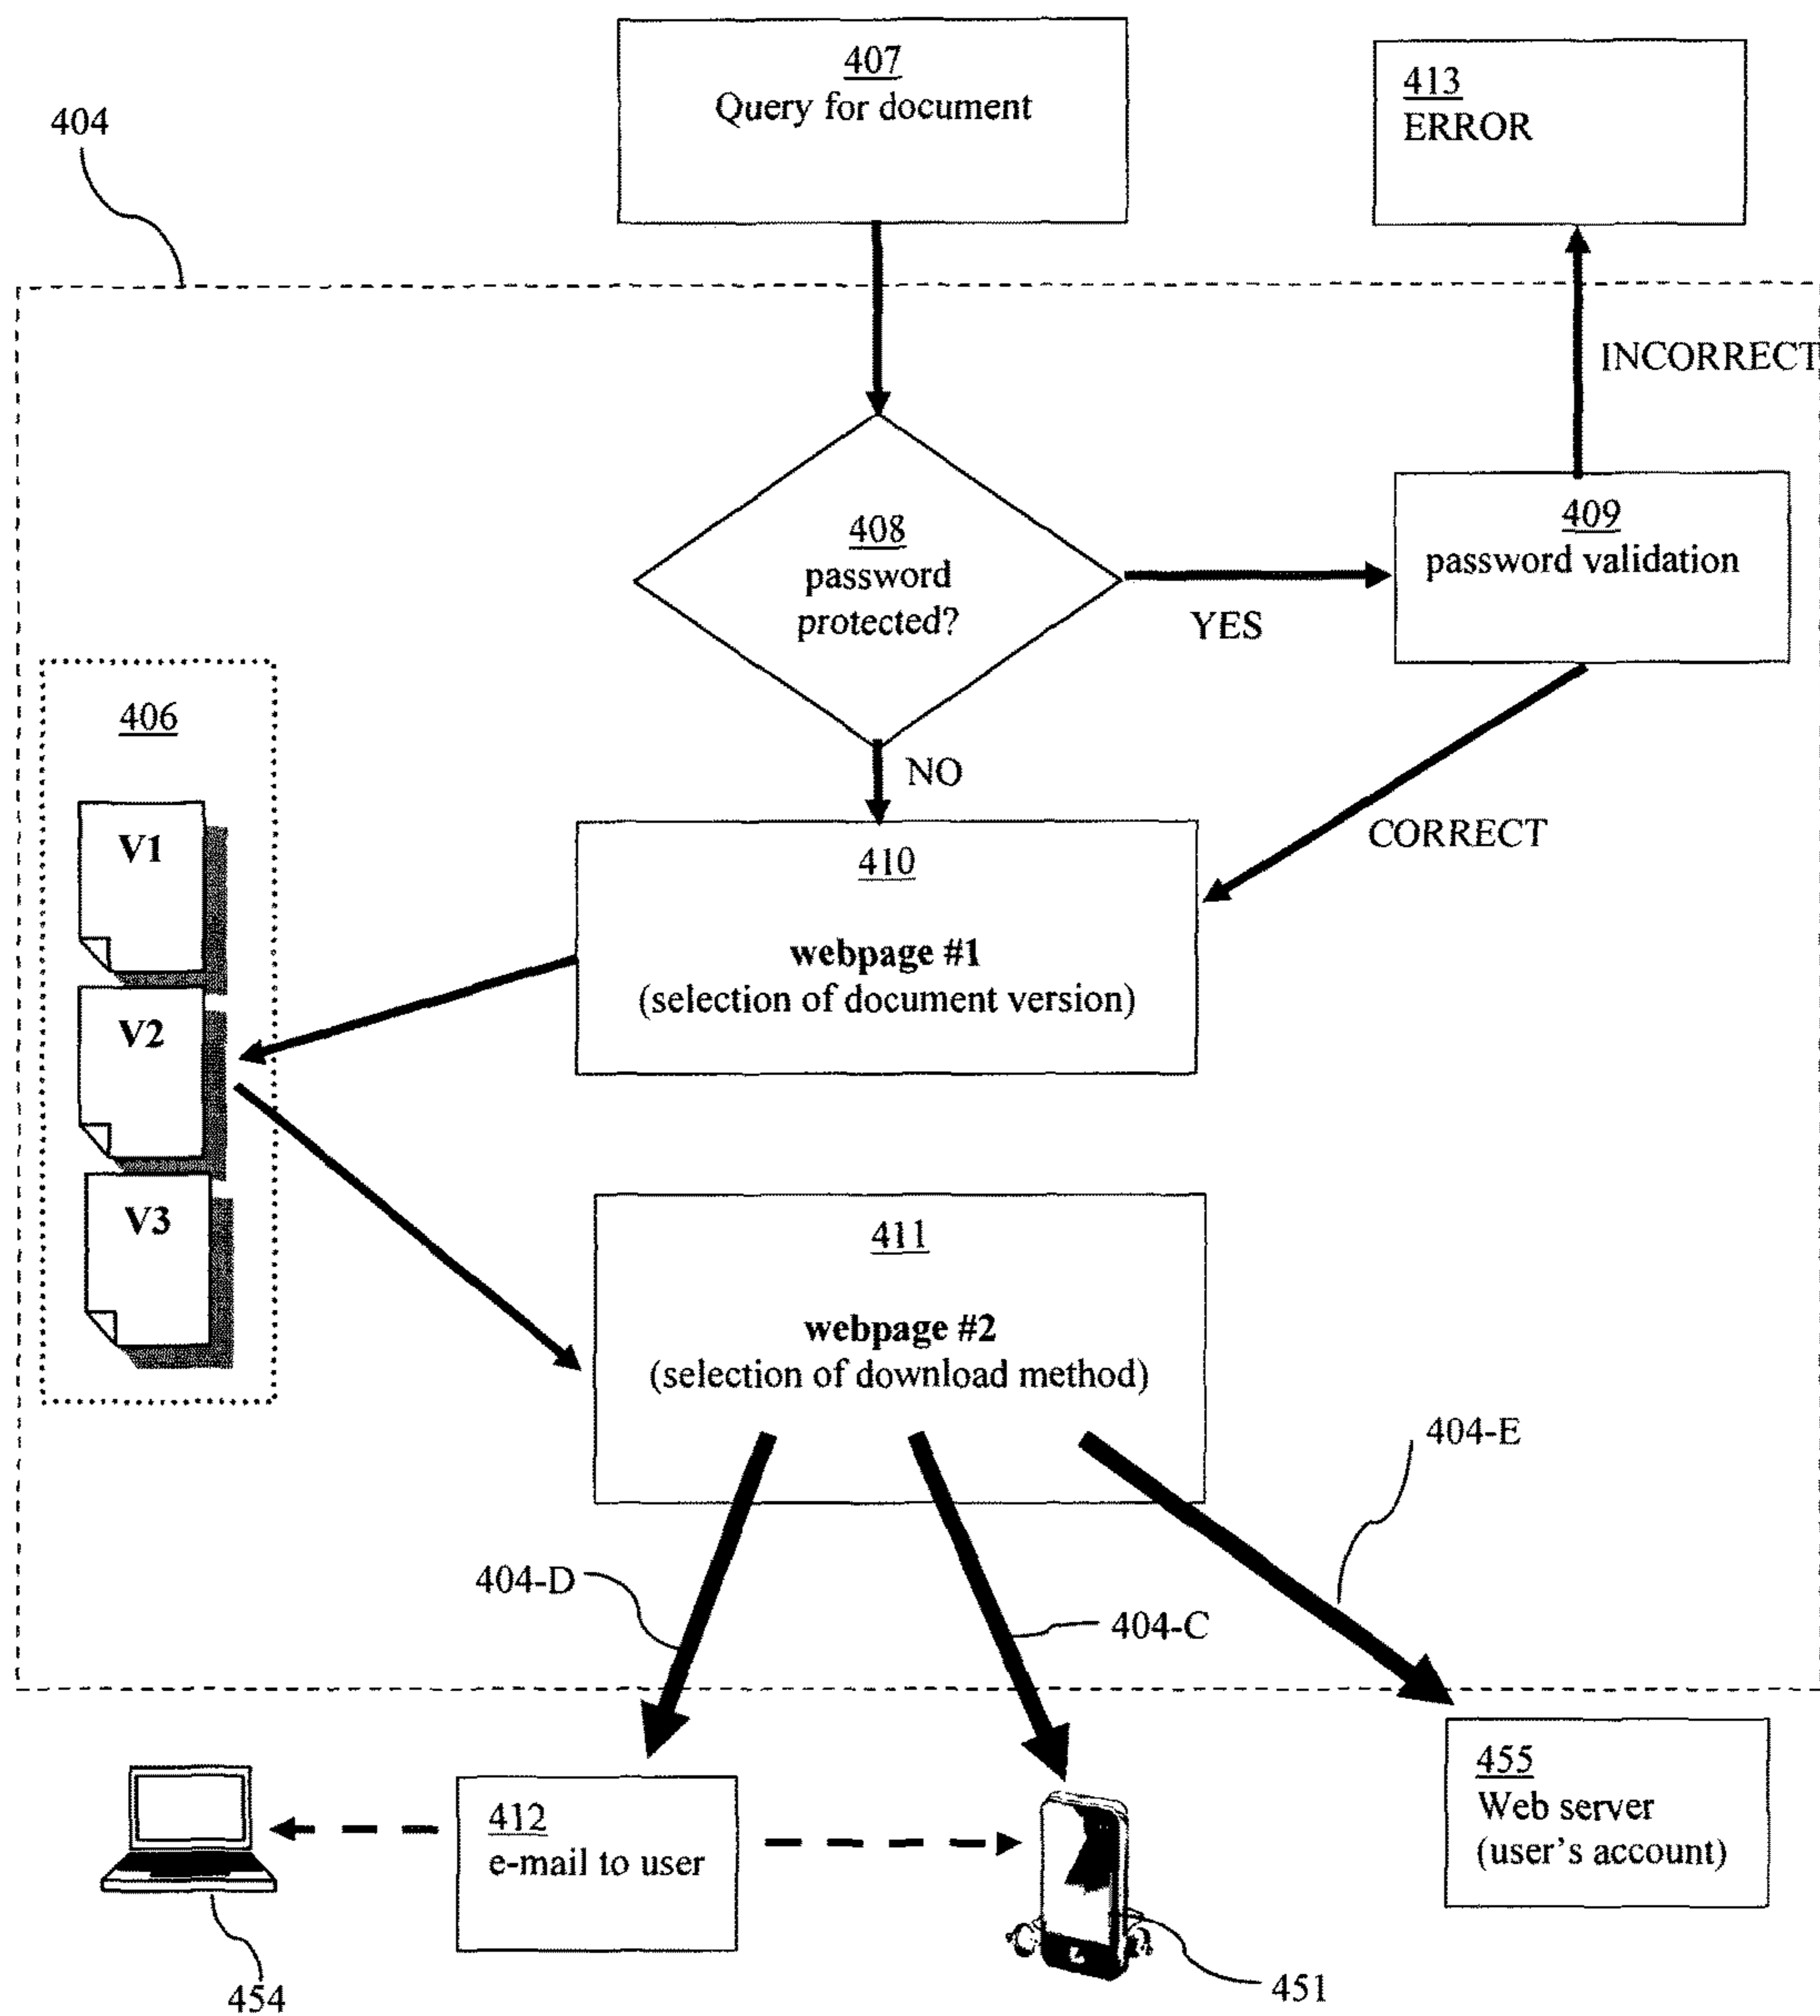 407
Query for document
413
ERROR
404
INCORRECT
408
password
protected?
YES
409
password validation
406
NO
CORRECT
V1
V2
V3
410
webpage #1
(selection of document version)
411
webpage #2
(selection of download method)
404-E
404-D
404-C
412
e-mail to user
455
Web server
(user's account)
454
451